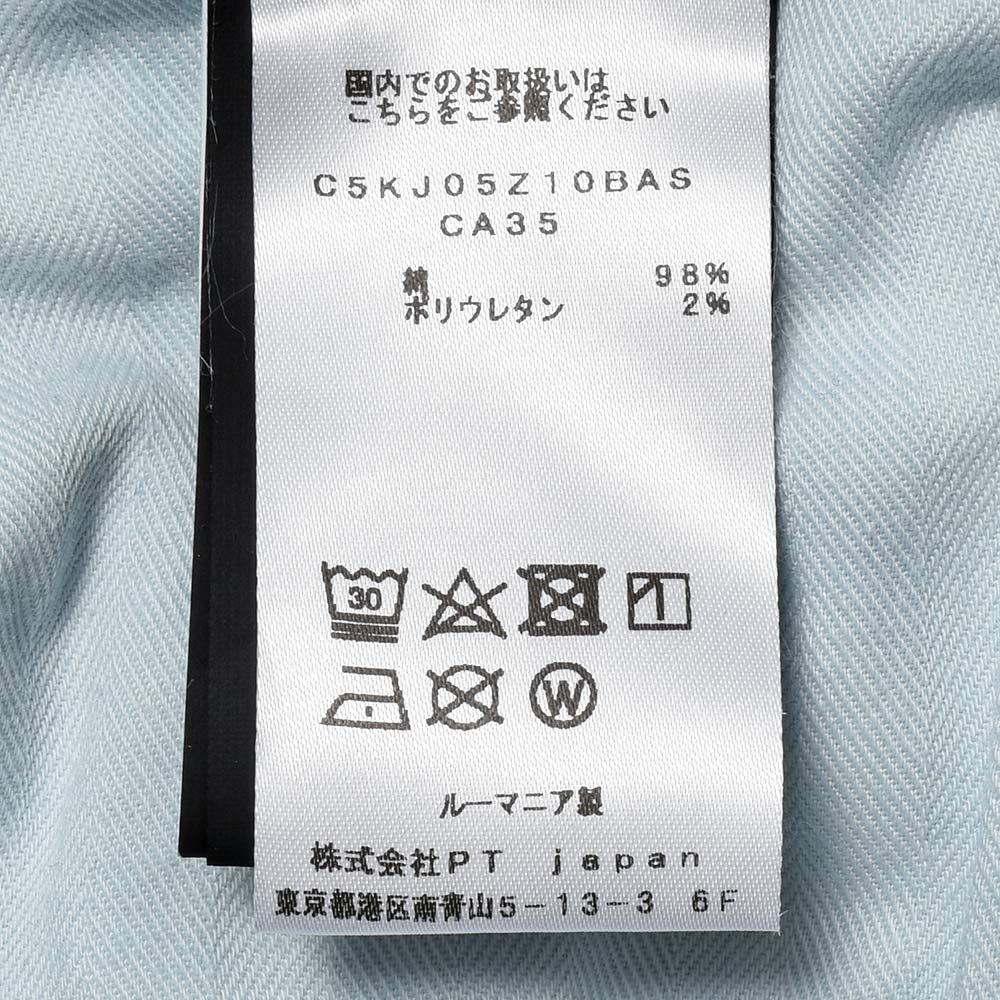 国内でのお取扱いは
こちらをご参照ください
C5KJ05Z10BAS
CA35
綿 98%
ポリウレタン 2%
30
W
ルーマニア製
株式会社PT japan
東京都港区南青山5-13-3 6F